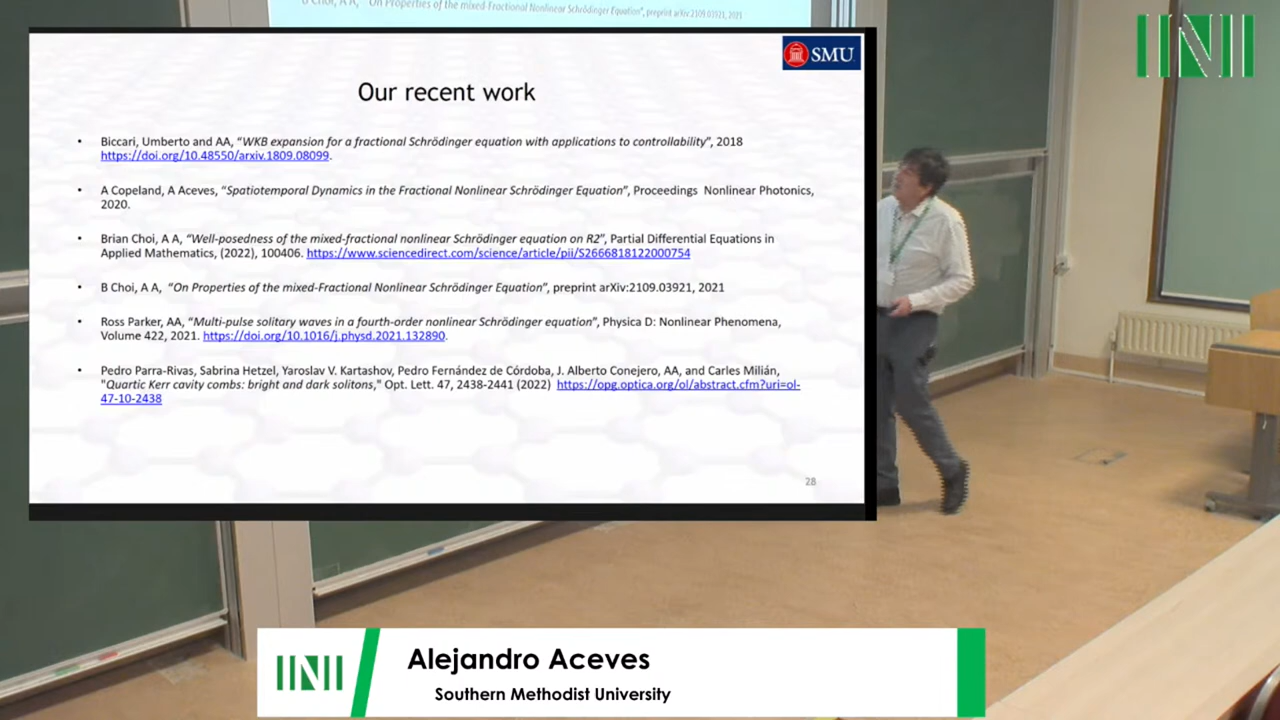 B Choi, A A, "On Properties of the mixed-Fractional Nonlinear Schrödinger Equation", preprint arXiv:2109.03921, 2021
INI
SMU
Our recent work
• Biccari, Umberto and AA, “WKB expansion for a fractional Schrödinger equation with applications to controllability”, 2018
https://doi.org/10.48550/arxiv.1809.08099.
• A Copeland, A Aceves, “Spatiotemporal Dynamics in the Fractional Nonlinear Schrödinger Equation”, Proceedings Nonlinear Photonics,
2020.
• Brian Choi, A A, “Well-posedness of the mixed-fractional nonlinear Schrödinger equation on R2”, Partial Differential Equations in
Applied Mathematics, (2022), 100406. https://www.sciencedirect.com/science/article/pii/S2666818122000754
• B Choi, A A, “On Properties of the mixed-Fractional Nonlinear Schrödinger Equation”, preprint arXiv:2109.03921, 2021
• Ross Parker, AA, “Multi-pulse solitary waves in a fourth-order nonlinear Schrödinger equation”, Physica D: Nonlinear Phenomena,
Volume 422, 2021. https://doi.org/10.1016/j.physd.2021.132890.
• Pedro Parra-Rivas, Sabrina Hetzel, Yaroslav V. Kartashov, Pedro Fernández de Córdoba, J. Alberto Conejero, AA, and Carles Milián,
"Quartic Kerr cavity combs: bright and dark solitons," Opt. Lett. 47, 2438-2441 (2022) https://opg.optica.org/ol/abstract.cfm?uri=ol-
47-10-2438
28
INI
Alejandro Aceves
Southern Methodist University